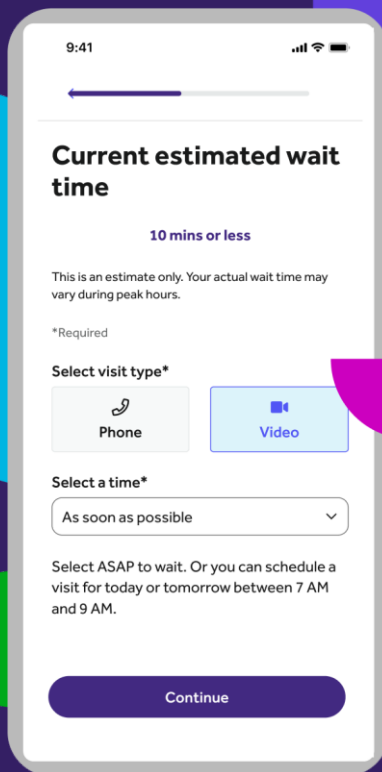 9:41
Current estimated wait
time
10 mins or less
This is an estimate only. Your actual wait time may
vary during peak hours.
*Required
Select visit type*
Phone
Video
Select a time*
As soon as possible
Select ASAP to wait. Or you can schedule a
visit for today or tomorrow between 7 AM
and 9 AM.
Continue